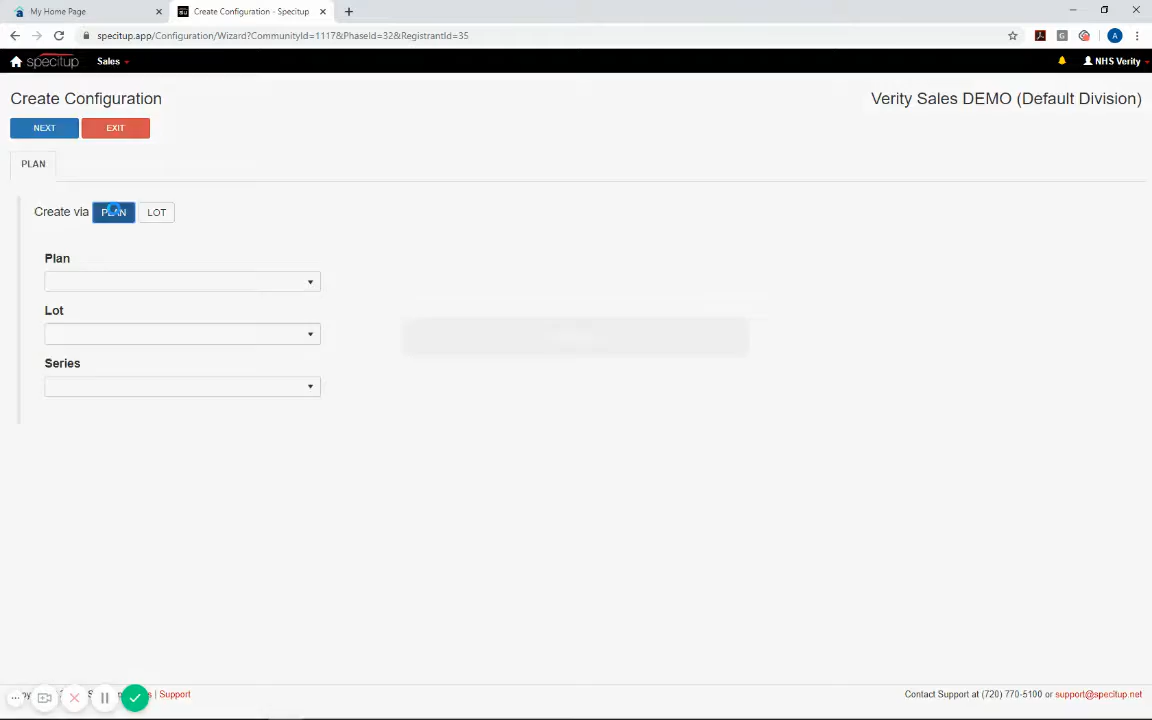 My Home Page
Create Configuration - Specitup
specitup.app/Configuration/Wizard?CommunityId=1117&PhaseId=32&RegistrantId=35
specitup
Sales
NHS Verity
Create Configuration
Verity Sales DEMO (Default Division)
NEXT
EXIT
PLAN
Create via PLAN LOT
Plan
Lot
Series
| Support
Contact Support at (720) 770-5100 or support@specitup.net